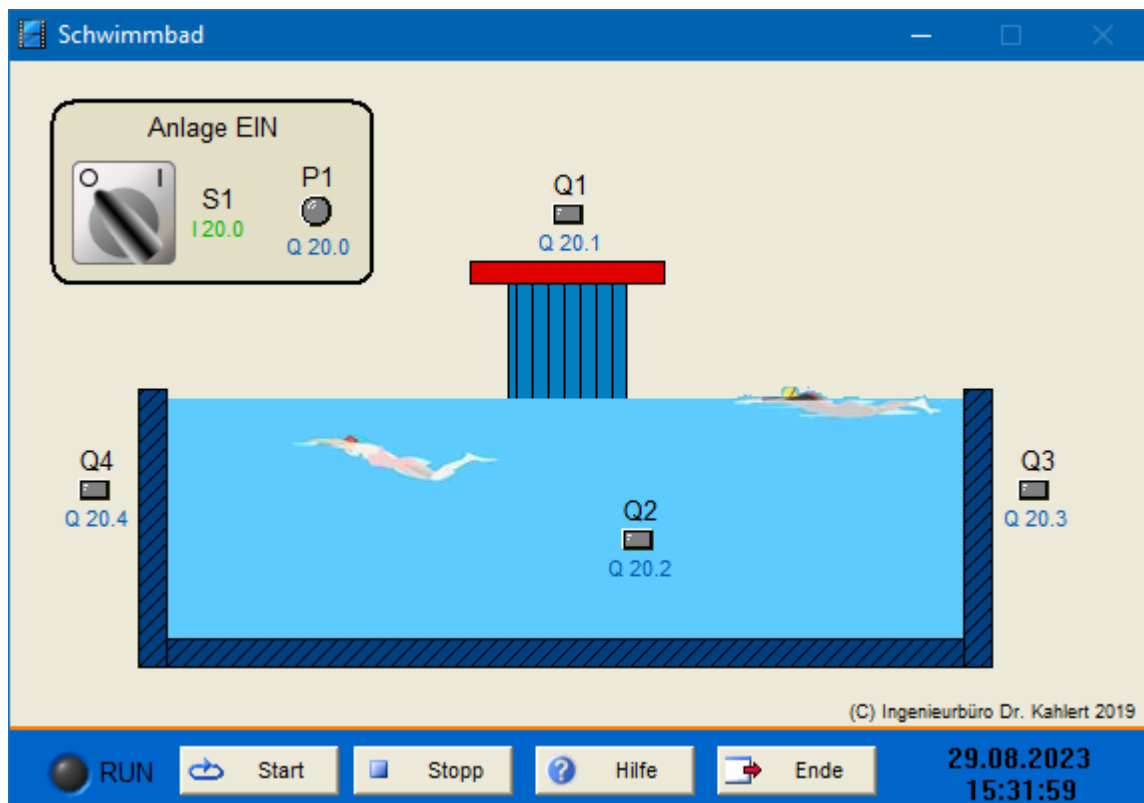 Schwimmbad
Anlage EIN
O I
S1
I 20.0
P1
Q 20.0
Q1
Q 20.1
Q4
Q 20.4
Q2
Q 20.2
Q3
Q 20.3
(C) Ingenieurbüro Dr. Kahlert 2019
RUN
Start
Stopp
? Hilfe
Ende
29.08.2023
15:31:59